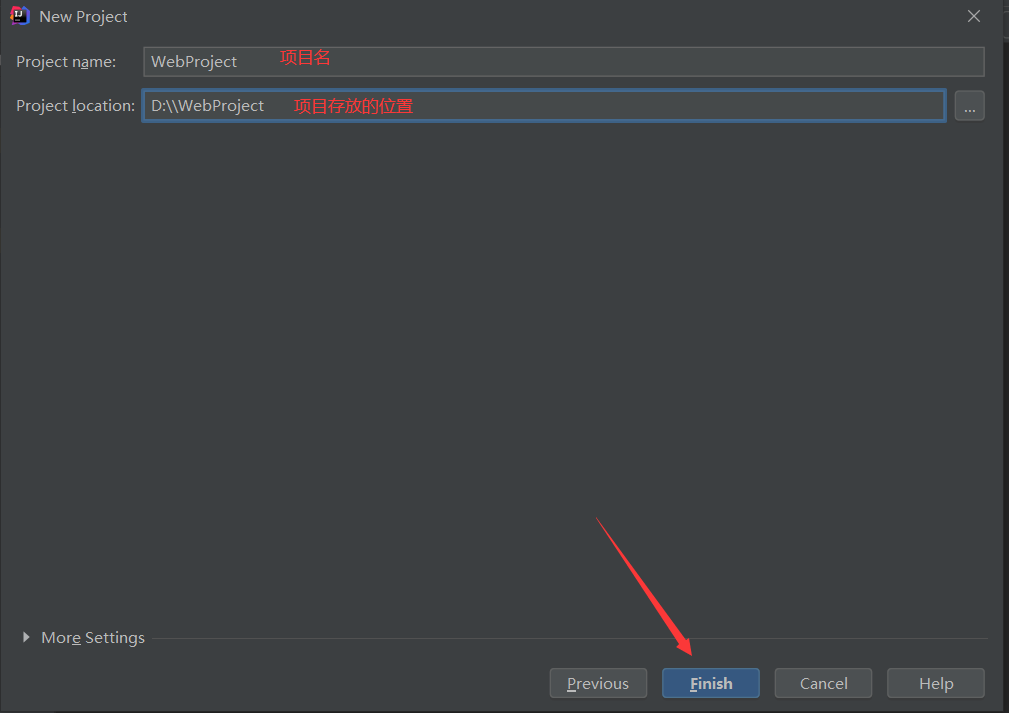 New Project
Project name: WebProject 项目名
Project location: D:\\WebProject 项目存放的位置 ...
More Settings
Previous Finish Cancel Help